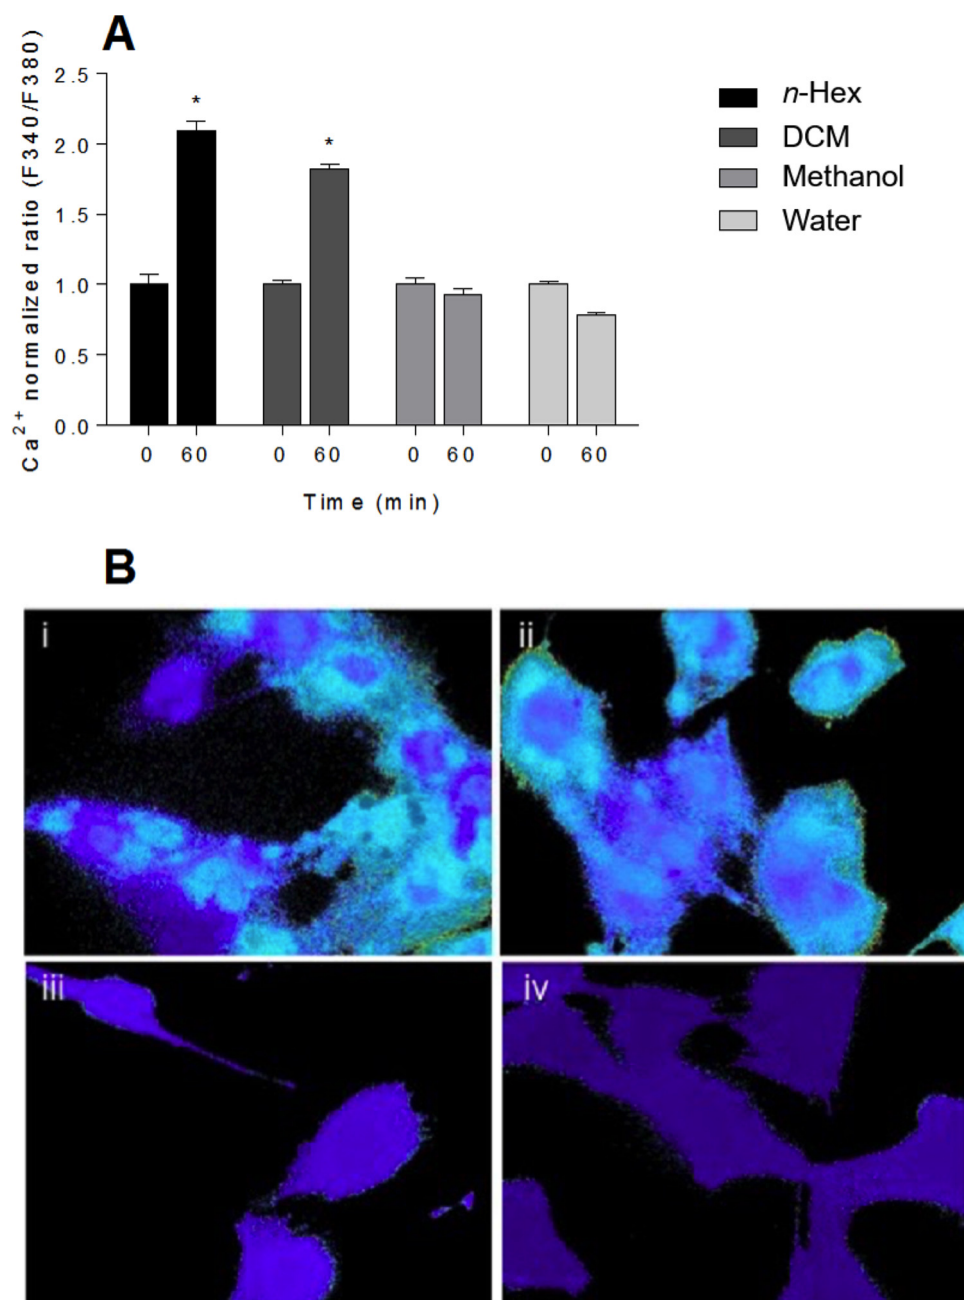 A
Ca2+ normalized ratio (F340/F380)
2.5
2.0
1.5
1.0
0.5
0.0
*
*
0 60 0 60 0 60 0 60
Time (min)
n-Hex
DCM
Methanol
Water
B
i
ii
iii
iv